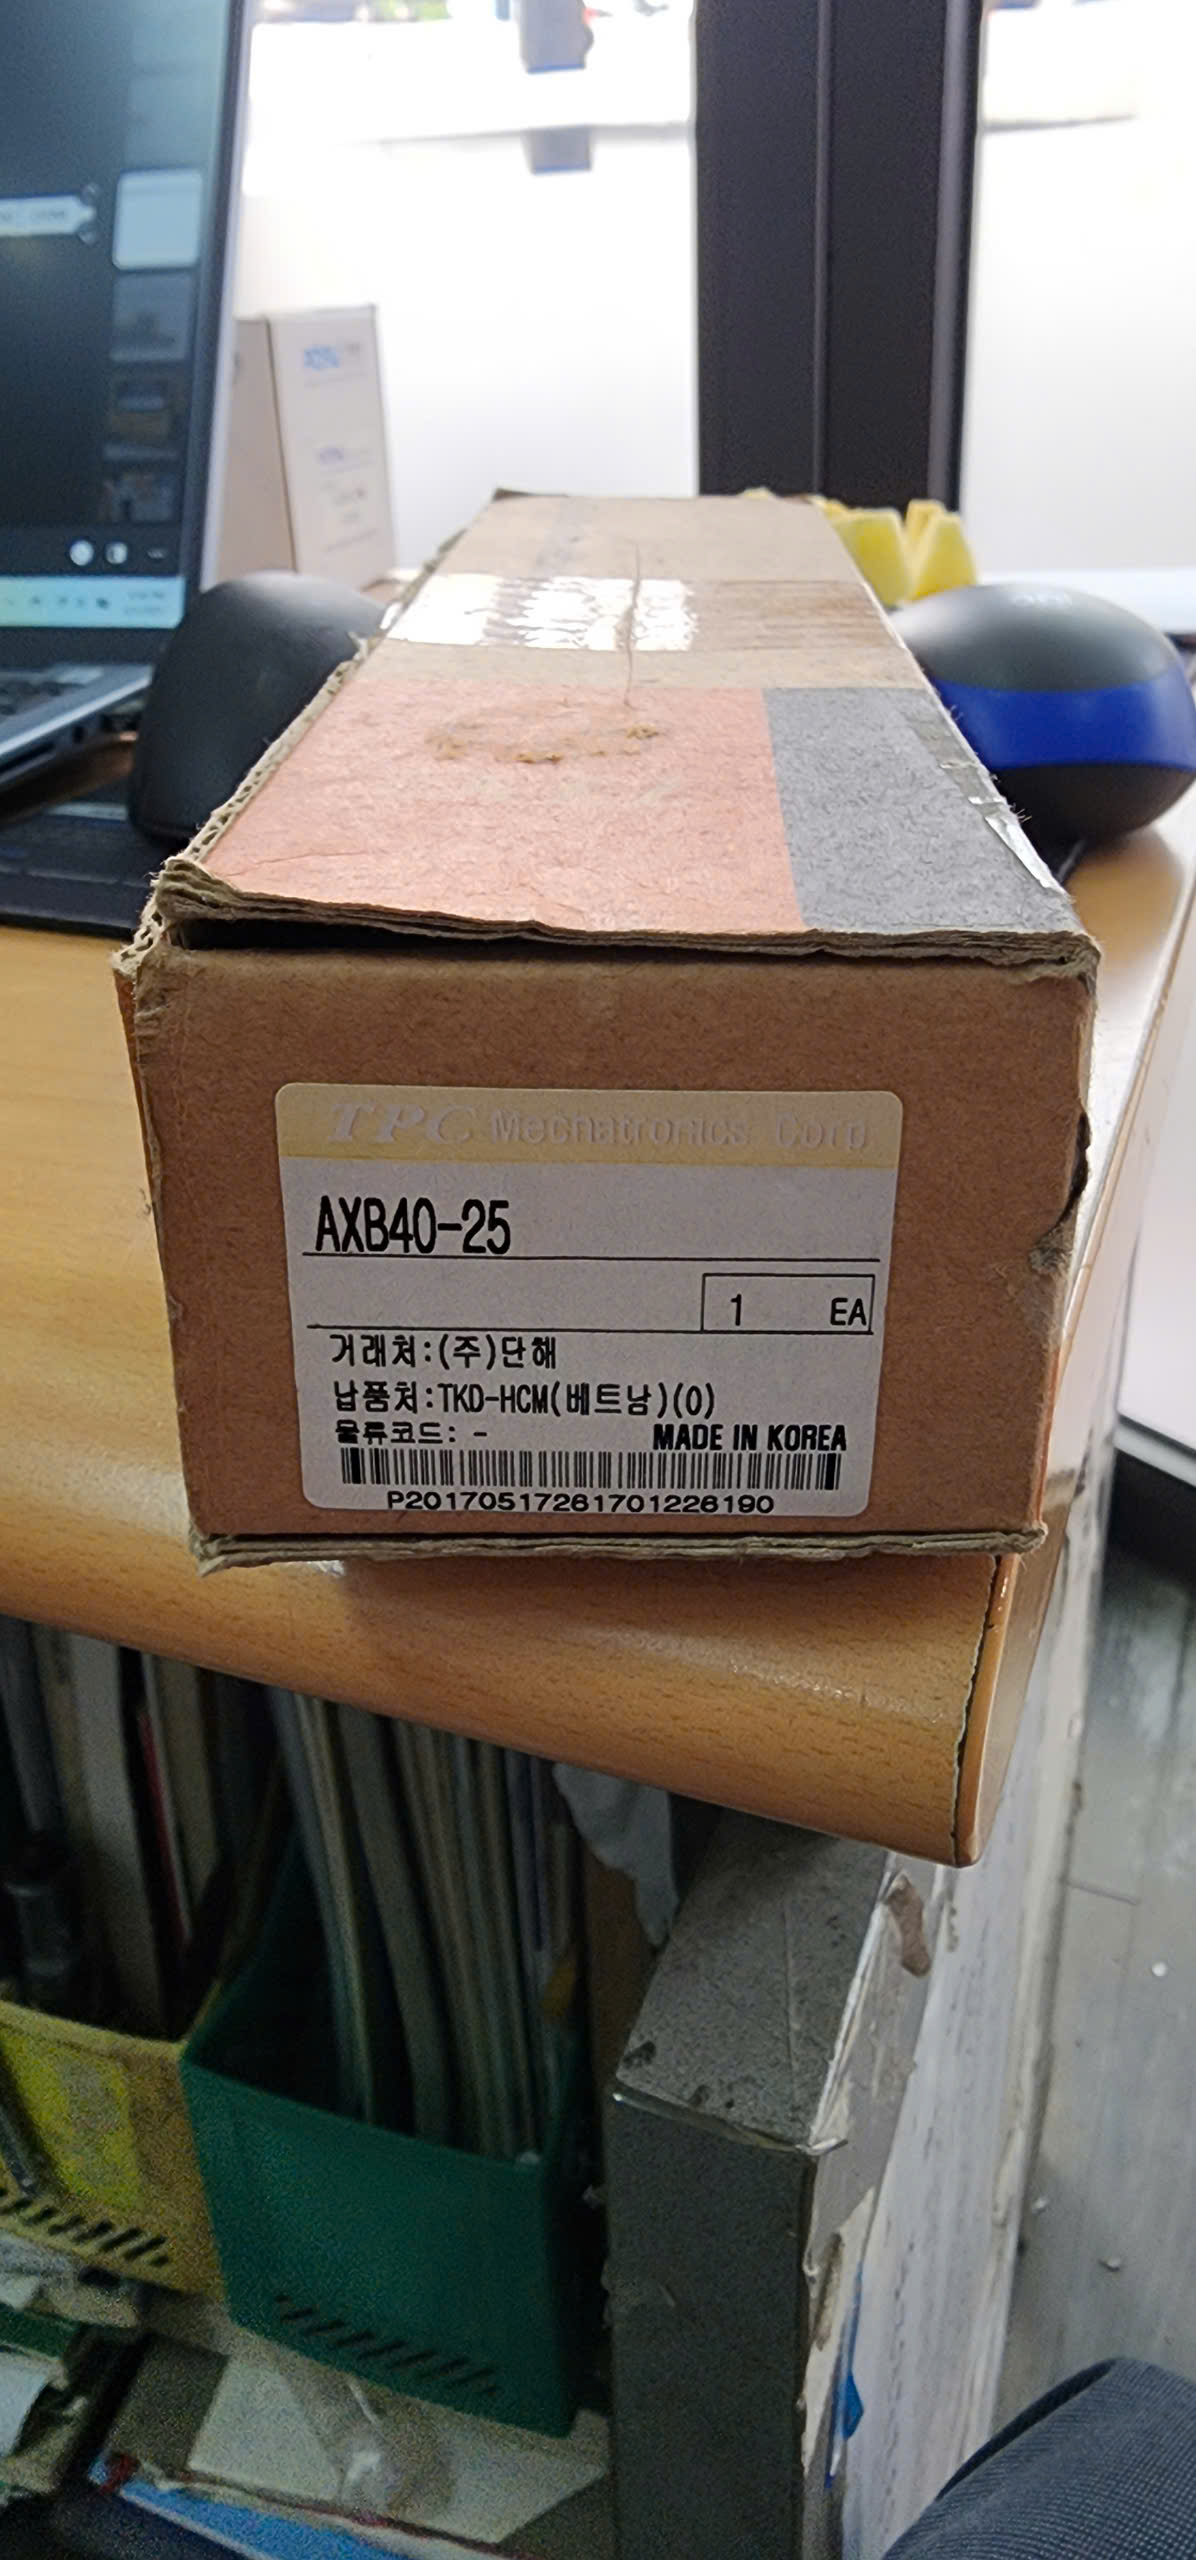 TPC Mechatronics Corp
AXB40-25
1 EA
거래처:(주)단해
납품처:TKD-HCM(베트남)(0)
물류코드: - MADE IN KOREA
P20170517261701226190